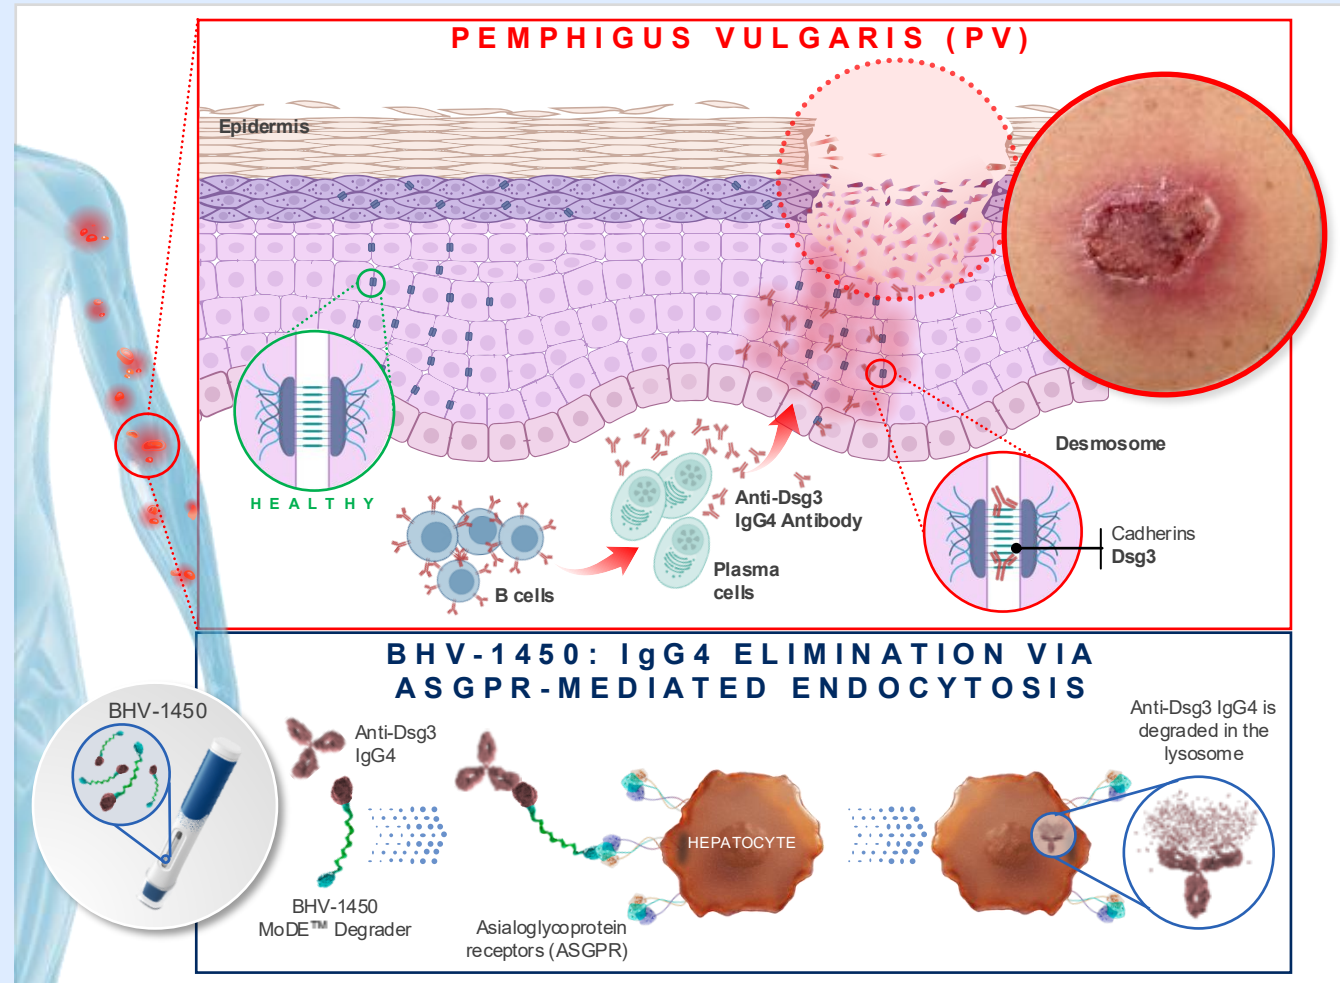 PEMPHIGUS VULGARIS (PV)
Epidermis
HEALTHY
B cells
Plasma
cells
Anti-Dsg3
IgG4 Antibody
Desmosome
Cadherins
Dsg3
BHV-1450: IgG4 ELIMINATION VIA
ASGPR-MEDIATED ENDOCYTOSIS
BHV-1450
Anti-Dsg3
IgG4
BHV-1450
MoDE™ Degrader
Asialoglycoprotein
receptors (ASGPR)
HEPATOCYTE
Anti-Dsg3 IgG4 is
degraded in the
lysosome